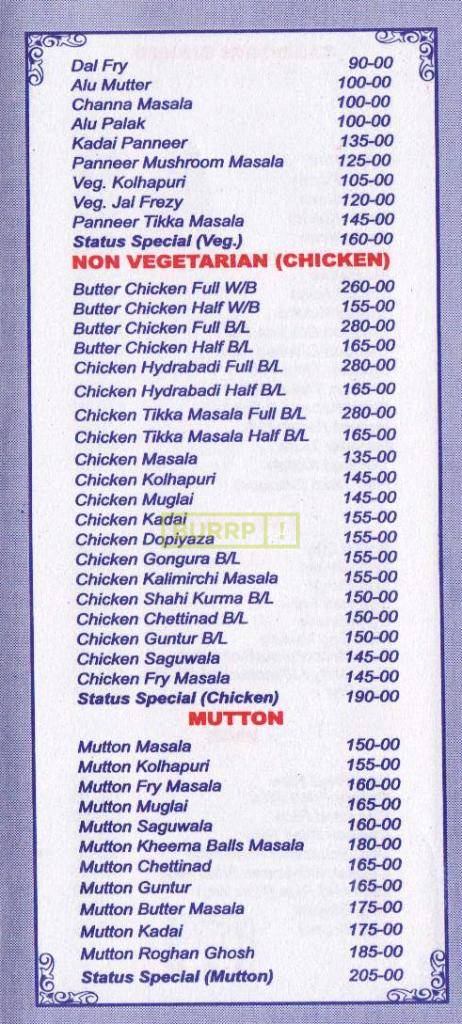 Dal Fry 90-00
Alu Mutter 100-00
Channa Masala 100-00
Alu Palak 100-00
Kadai Panneer 135-00
Panneer Mushroom Masala 125-00
Veg. Kolhapuri 105-00
Veg. Jal Frezy 120-00
Panneer Tikka Masala 145-00
Status Special (Veg.) 160-00
NON VEGETARIAN (CHICKEN)
Butter Chicken Full W/B 260-00
Butter Chicken Half W/B 155-00
Butter Chicken Full B/L 280-00
Butter Chicken Half B/L 165-00
Chicken Hydrabadi Full B/L 280-00
Chicken Hydrabadi Half B/L 165-00
Chicken Tikka Masala Full B/L 280-00
Chicken Tikka Masala Half B/L 165-00
Chicken Masala 135-00
Chicken Kolhapuri 145-00
Chicken Muglai 145-00
Chicken Kadai 155-00
BURRP !
Chicken Dopiyaza 155-00
Chicken Gongura B/L 155-00
Chicken Kalimirchi Masala 155-00
Chicken Shahi Kurma B/L 150-00
Chicken Chettinad B/L 150-00
Chicken Guntur B/L 150-00
Chicken Saguwala 145-00
Chicken Fry Masala 145-00
Status Special (Chicken) 190-00
MUTTON
Mutton Masala 150-00
Mutton Kolhapuri 155-00
Mutton Fry Masala 160-00
Mutton Muglai 165-00
Mutton Saguwala 160-00
Mutton Kheema Balls Masala 180-00
Mutton Chettinad 165-00
Mutton Guntur 165-00
Mutton Butter Masala 175-00
Mutton Kadai 175-00
Mutton Roghan Ghosh 185-00
Status Special (Mutton) 205-00